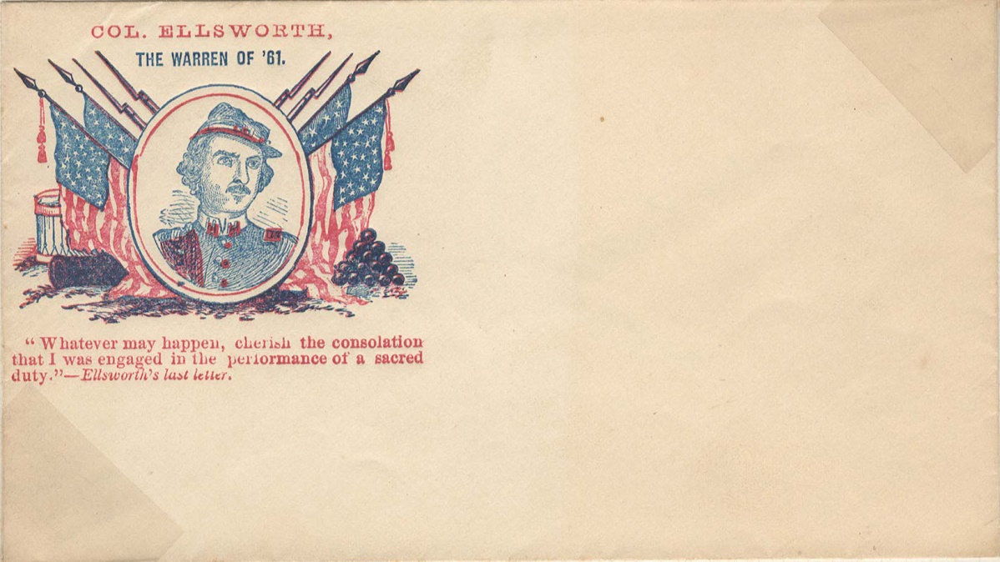 COL. ELLSWORTH,
THE WARREN OF '61.
“ Whatever may happen, cherish the consolation
that I was engaged in the performance of a sacred
duty.”—Ellsworth's last letter.